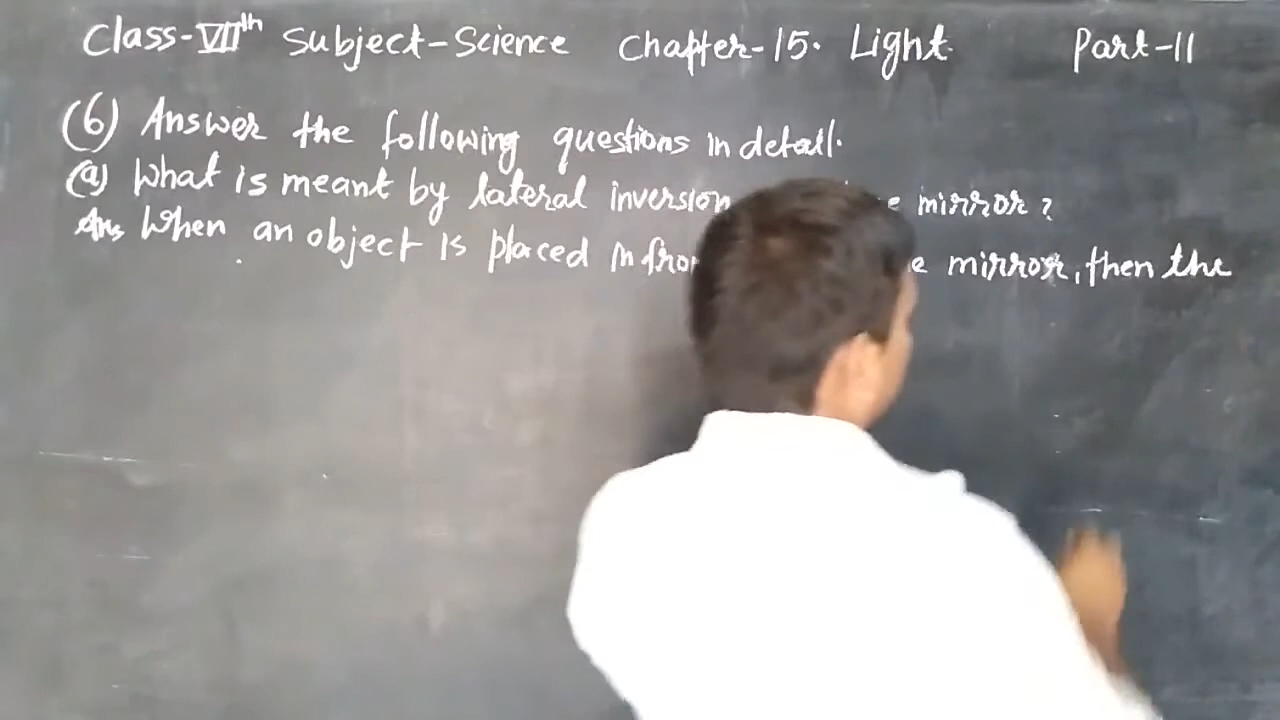 Class-VIIth Subject-Science Chapter-15. Light Part-11
(6) Answer the following questions in detail.
(a) What is meant by lateral inversion mirror?
Ans When an object is placed in mirror, then the